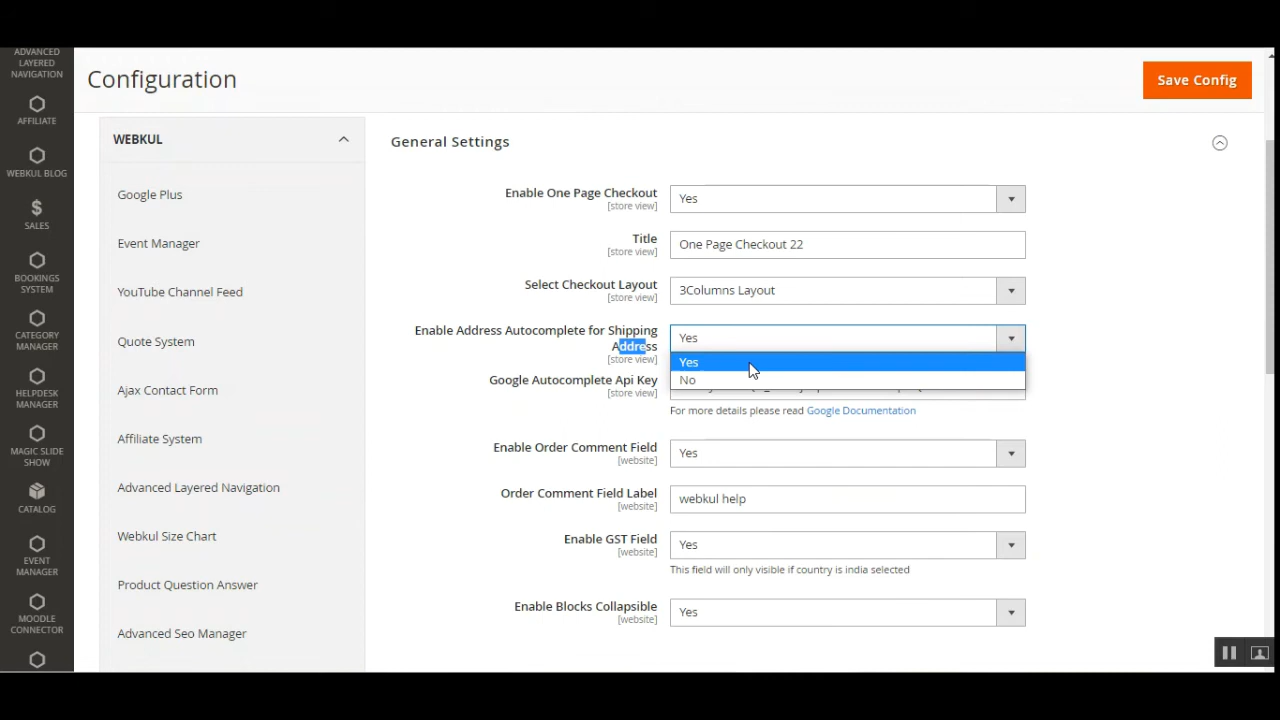 ADVANCED
LAYERED
NAVIGATION
AFFILIATE
WEBKUL BLOG
SALES
BOOKINGS
SYSTEM
CATEGORY
MANAGER
HELPDESK
MANAGER
MAGIC SLIDE
SHOW
CATALOG
EVENT
MANAGER
MOODLE
CONNECTOR
Configuration
Save Config
WEBKUL
Google Plus
Event Manager
YouTube Channel Feed
Quote System
Ajax Contact Form
Affiliate System
Advanced Layered Navigation
Webkul Size Chart
Product Question Answer
Advanced Seo Manager
General Settings
Enable One Page Checkout
[store view]
Yes
Title
[store view]
One Page Checkout 22
Select Checkout Layout
[store view]
3Columns Layout
Enable Address Autocomplete for Shipping
Address
[store view]
Yes
Yes
No
Google Autocomplete Api Key
[store view]
For more details please read Google Documentation
Enable Order Comment Field
[website]
Yes
Order Comment Field Label
[website]
webkul help
Enable GST Field
[website]
Yes
This field will only visible if country is india selected
Enable Blocks Collapsible
[website]
Yes